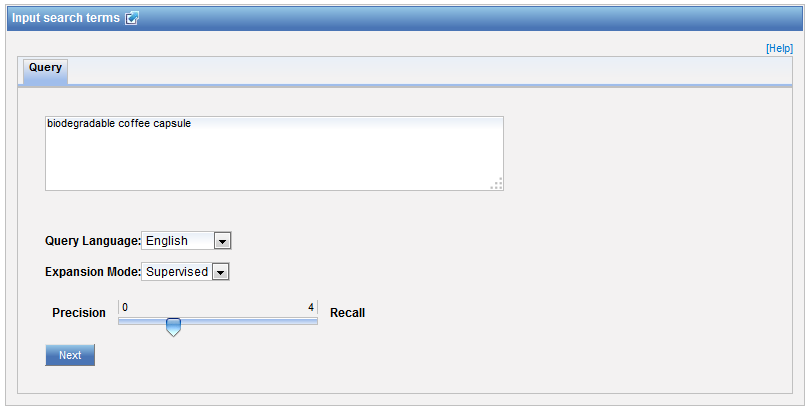 Input search terms
[Help]
Query
biodegradable coffee capsule
Query Language: English
Expansion Mode: Supervised
0 4
Precision Recall
Next